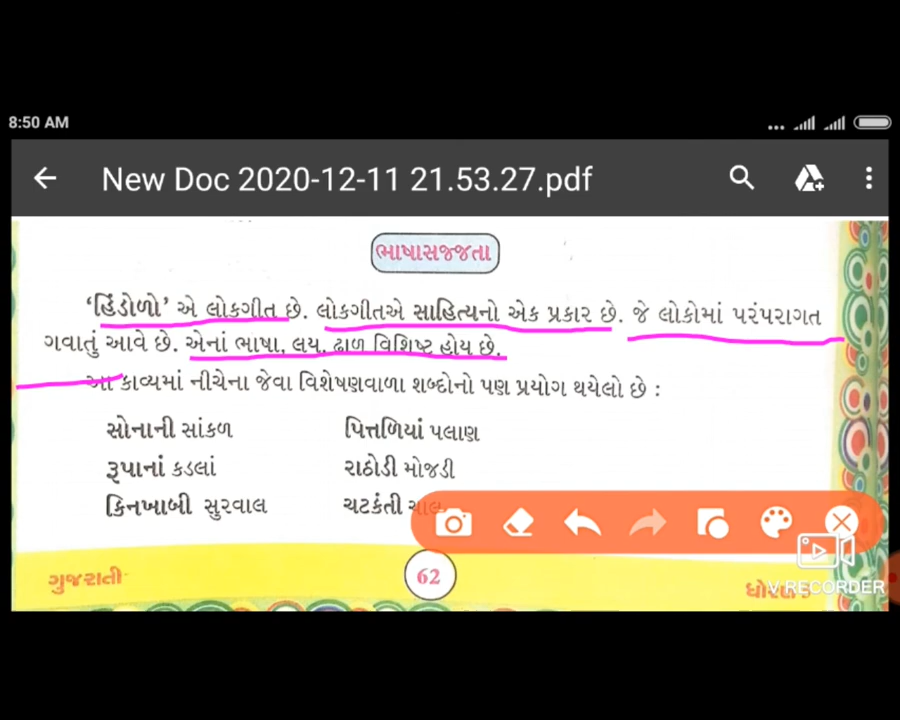 8:50 AM
New Doc 2020-12-11 21.53.27.pdf
ભાષાસજ્જતા
‘હિંડોળો’ એ લોકગીત છે. લોકગીતએ સાહિત્યનો એક પ્રકાર છે. જે લોકોમાં પરંપરાગત
ગવાતું આવે છે. એનાં ભાષા, લય, ઢાળ વિશિષ્ટ હોય છે.
આ કાવ્યમાં નીચેના જેવા વિશેષણવાળા શબ્દોનો પણ પ્રયોગ થયેલો છે :
સોનાની સાંકળ પિત્તળિયાં પલાણ
રૂપાનાં કડલાં રાઠોડી મોજડી
કિનખાબી સુરવાલ ચટકંતી ચાલ
ગુજરાતી 62
V RECORDER